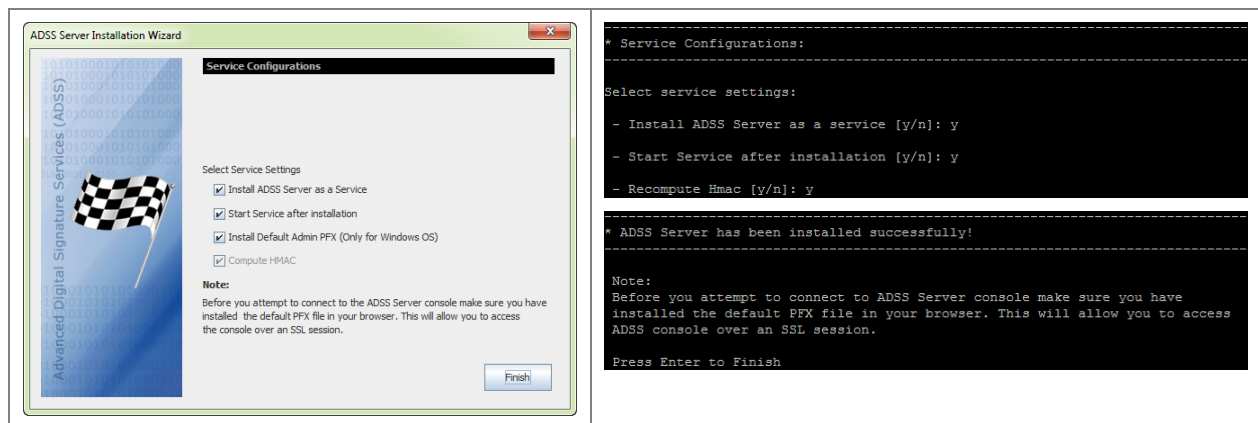 ADSS Server Installation Wizard
Advanced Digital Signature Services (ADSS)
Service Configurations
Select Service Settings
Install ADSS Server as a Service
Start Service after installation
Install Default Admin PFX (Only for Windows OS)
Compute HMAC
Note:
Before you attempt to connect to the ADSS Server console make sure you have
installed the default PFX file in your browser. This will allow you to access
the console over an SSL session.
Finish
* Service Configurations:
Select service settings:
- Install ADSS Server as a service [y/n]: y
- Start Service after installation [y/n]: y
- Recompute Hmac [y/n]: y
* ADSS Server has been installed successfully!
Note:
Before you attempt to connect to ADSS Server console make sure you have
installed the default PFX file in your browser. This will allow you to access
ADSS console over an SSL session.
Press Enter to Finish